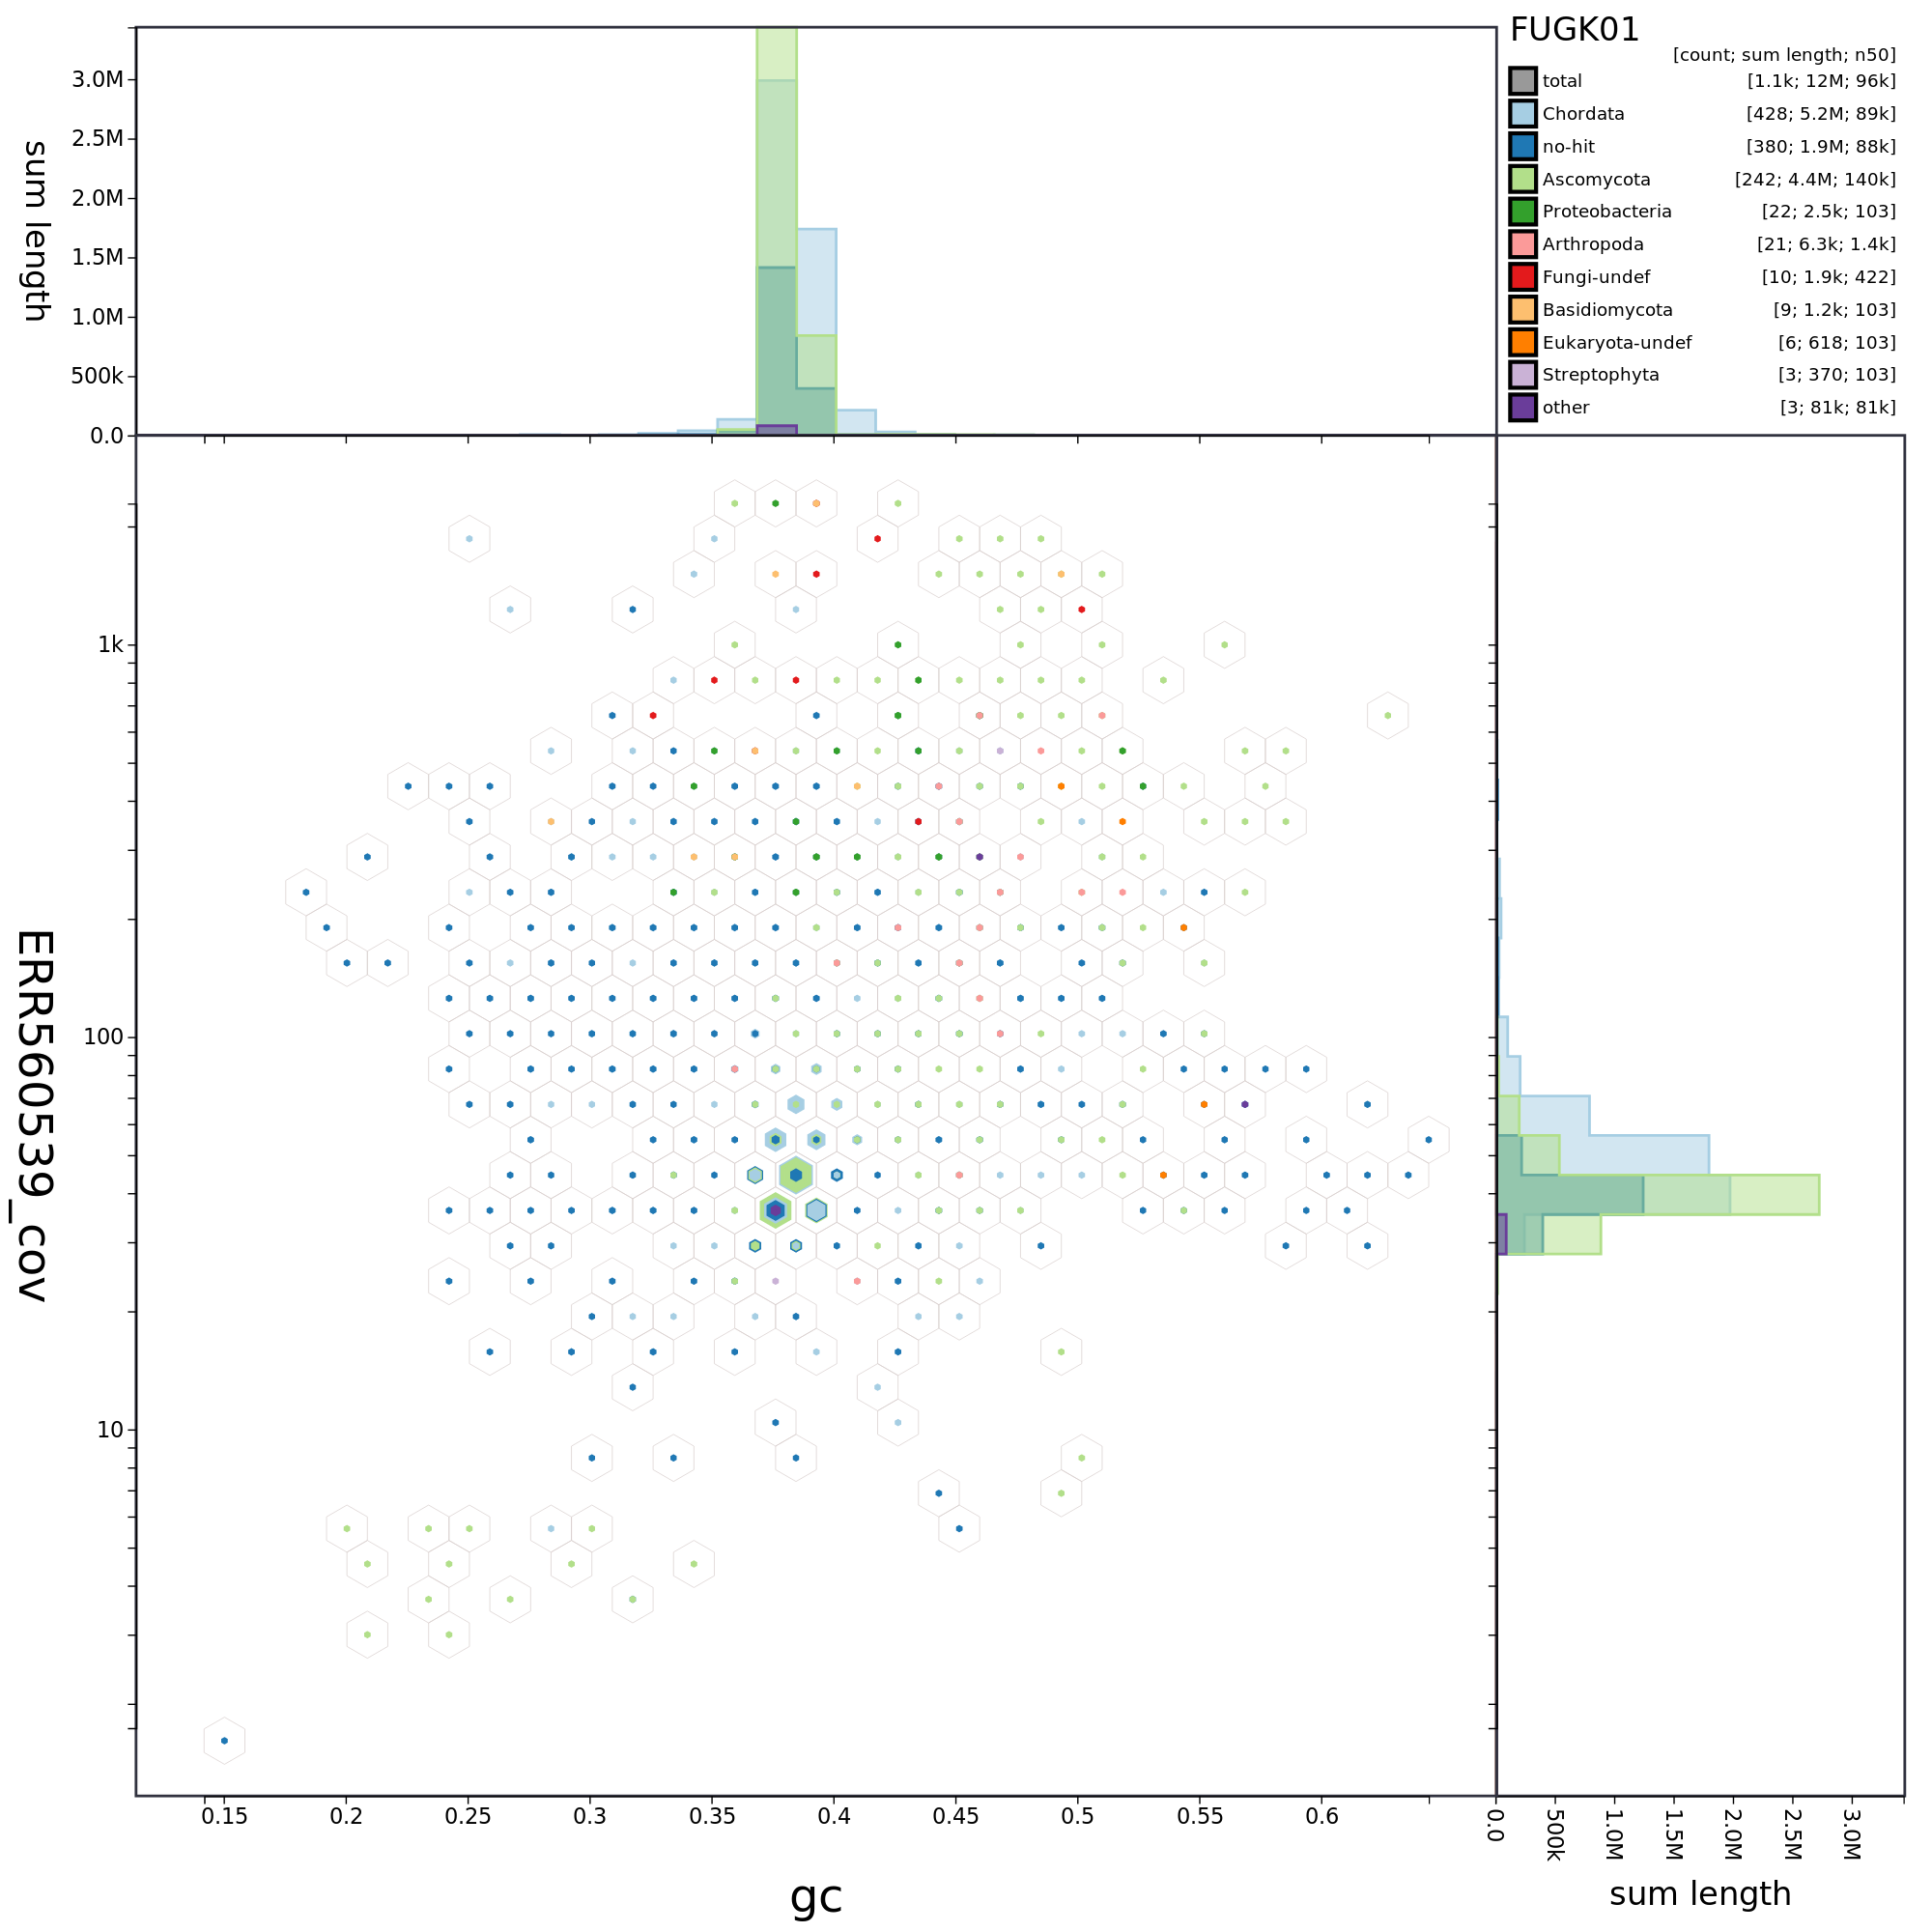 FUGK01
[count; sum length; n50]
total [1.1k; 12M; 96k]
Chordata [428; 5.2M; 89k]
no-hit [380; 1.9M; 88k]
Ascomycota [242; 4.4M; 140k]
Proteobacteria [22; 2.5k; 103]
Arthropoda [21; 6.3k; 1.4k]
Fungi-undef [10; 1.9k; 422]
Basidiomycota [9; 1.2k; 103]
Eukaryota-undef [6; 618; 103]
Streptophyta [3; 370; 103]
other [3; 81k; 81k]
sum length
3.0M
2.5M
2.0M
1.5M
1.0M
500k
0.0
ERR560539_cov
1k
100
10
0.15 0.2 0.25 0.3 0.35 0.4 0.45 0.5 0.55 0.6
gc
0.0 500k 1.0M 1.5M 2.0M 2.5M 3.0M
sum length